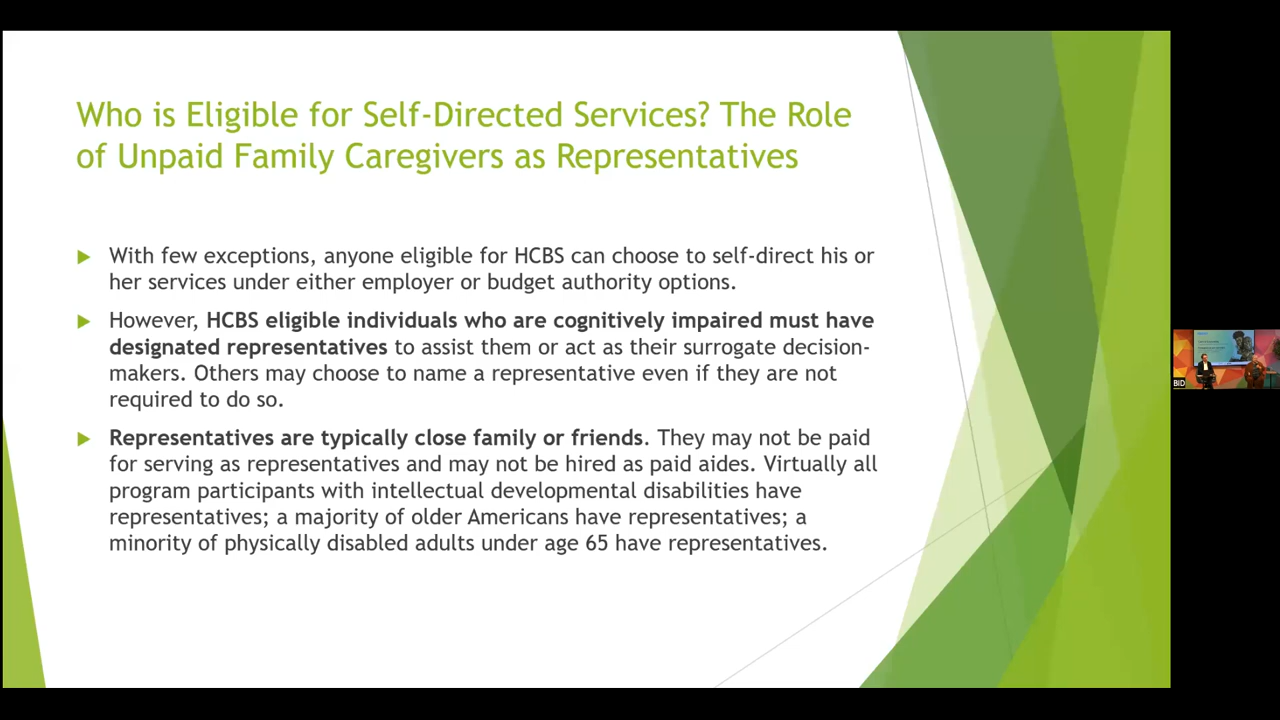 Who is Eligible for Self-Directed Services? The Role
of Unpaid Family Caregivers as Representatives
With few exceptions, anyone eligible for HCBS can choose to self-direct his or
her services under either employer or budget authority options.
However, HCBS eligible individuals who are cognitively impaired must have
designated representatives to assist them or act as their surrogate decision-
makers. Others may choose to name a representative even if they are not
required to do so.
Representatives are typically close family or friends. They may not be paid
for serving as representatives and may not be hired as paid aides. Virtually all
program participants with intellectual developmental disabilities have
representatives; a majority of older Americans have representatives; a
minority of physically disabled adults under age 65 have representatives.
BID